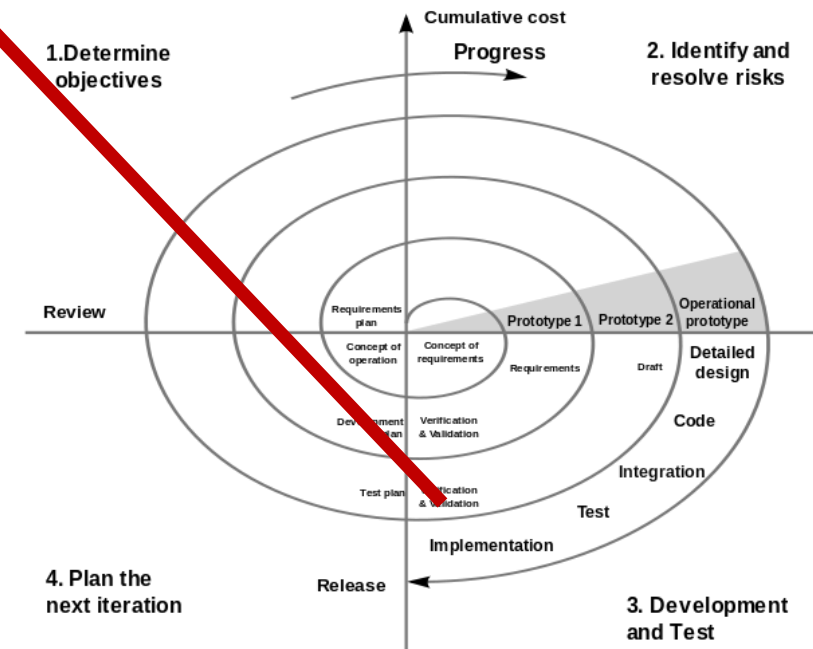 Cumulative cost
Progress
1.Determine
objectives
2. Identify and
resolve risks
Review
Requirements
plan
Prototype 1
Prototype 2
Operational
prototype
Concept of
operation
Concept of
requirements
Requirements
Draft
Detailed
design
Verification
& Validation
Code
Test plan
& 
Integration
Test
Implementation
Release
4. Plan the
next iteration
3. Development
and Test